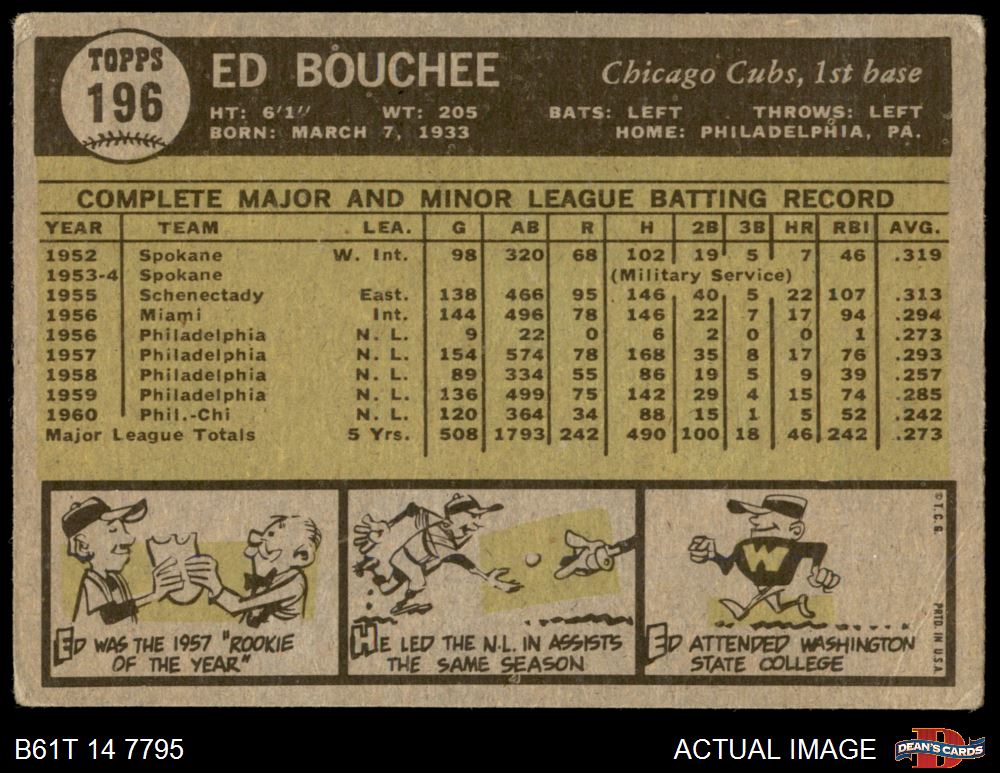 TOPPS
196
ED BOUCHEE Chicago Cubs, 1st base
HT: 6'1" WT: 205 BATS: LEFT THROWS: LEFT
BORN: MARCH 7, 1933 HOME: PHILADELPHIA, PA.
COMPLETE MAJOR AND MINOR LEAGUE BATTING RECORD
YEAR TEAM LEA. G AB R H 2B 3B HR RBI AVG.
1952 Spokane W. Int. 98 320 68 102 19 5 7 46 .319
1953-4 Spokane (Military Service)
1955 Schenectady East. 138 466 95 146 40 5 22 107 .313
1956 Miami Int. 144 496 78 146 22 7 17 94 .294
1956 Philadelphia N. L. 9 22 0 6 2 0 0 1 .273
1957 Philadelphia N. L. 154 574 78 168 35 8 17 76 .293
1958 Philadelphia N. L. 89 334 55 86 19 5 9 39 .257
1959 Philadelphia N. L. 136 499 75 142 29 4 15 74 .285
1960 Phil.-Chi N. L. 120 364 34 88 15 1 5 52 .242
Major League Totals 5 Yrs. 508 1793 242 490 100 18 46 242 .273
ED WAS THE 1957 "ROOKIE
OF THE YEAR"
HE LED THE N.L. IN ASSISTS
THE SAME SEASON
W
ED ATTENDED WASHINGTON
STATE COLLEGE
© T. C. G. PRTD. IN U.S.A.
B61T 14 7795
ACTUAL IMAGE
D
DEAN'S CARDS